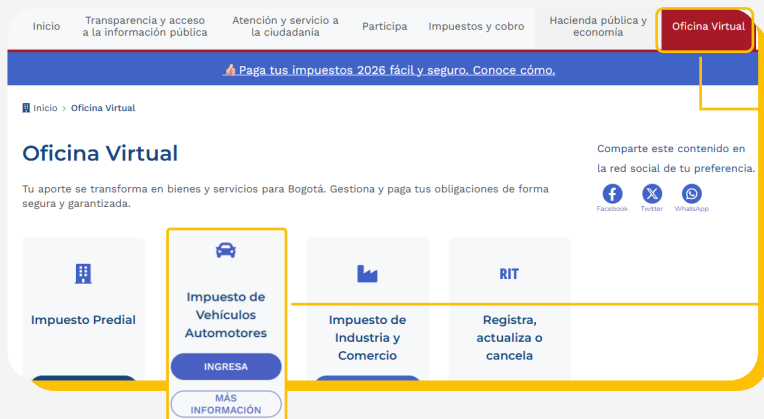 Inicio
Transparencia y acceso
a la información pública
Atención y servicio a
la ciudadanía
Participa
Impuestos y cobro
Hacienda pública y
economía
Oficina Virtual
Paga tus impuestos 2026 fácil y seguro. Conoce cómo.
Inicio > Oficina Virtual
Oficina Virtual
Tu aporte se transforma en bienes y servicios para Bogotá. Gestiona y paga tus obligaciones de forma
segura y garantizada.
Comparte este contenido en
la red social de tu preferencia.
Facebook
Twitter
WhatsApp
Impuesto Predial
Impuesto de
Vehículos
Automotores
INGRESA
MÁS
INFORMACIÓN
Impuesto de
Industria y
Comercio
RIT
Registra,
actualiza o
cancela